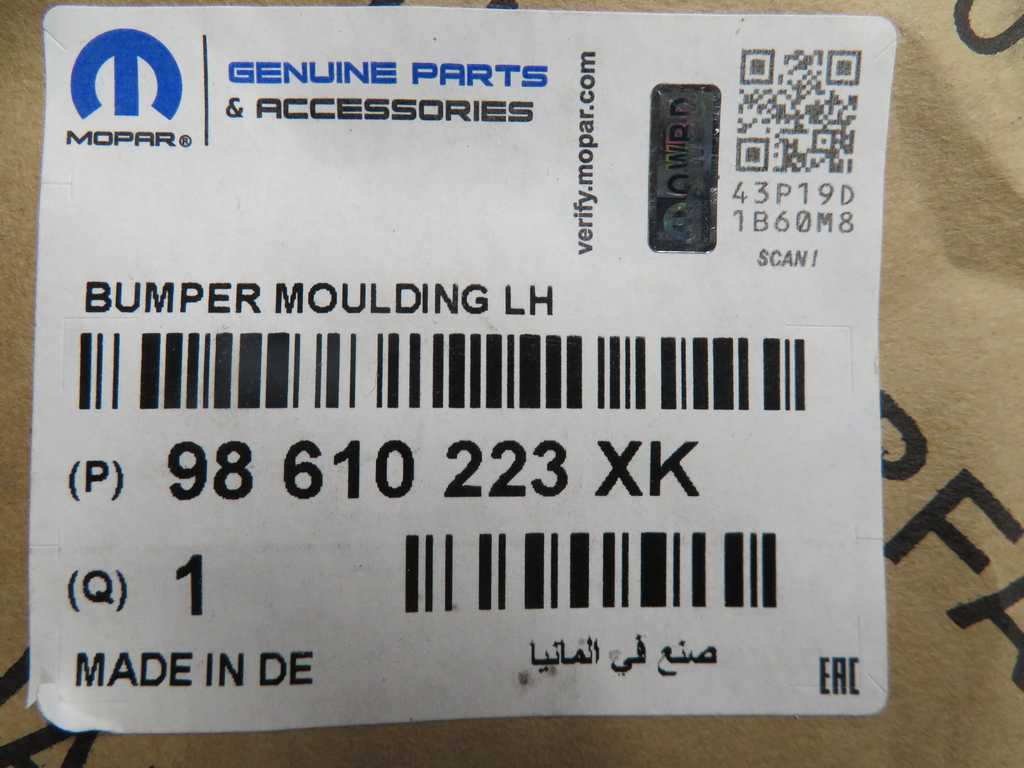 MOPAR®
GENUINE PARTS
& ACCESSORIES
verify.mopar.com
43P19D
1B60M8
SCAN!
BUMPER MOULDING LH
(P) 98 610 223 XK
(Q) 1
MADE IN DE
صنع في المانيا
EAC